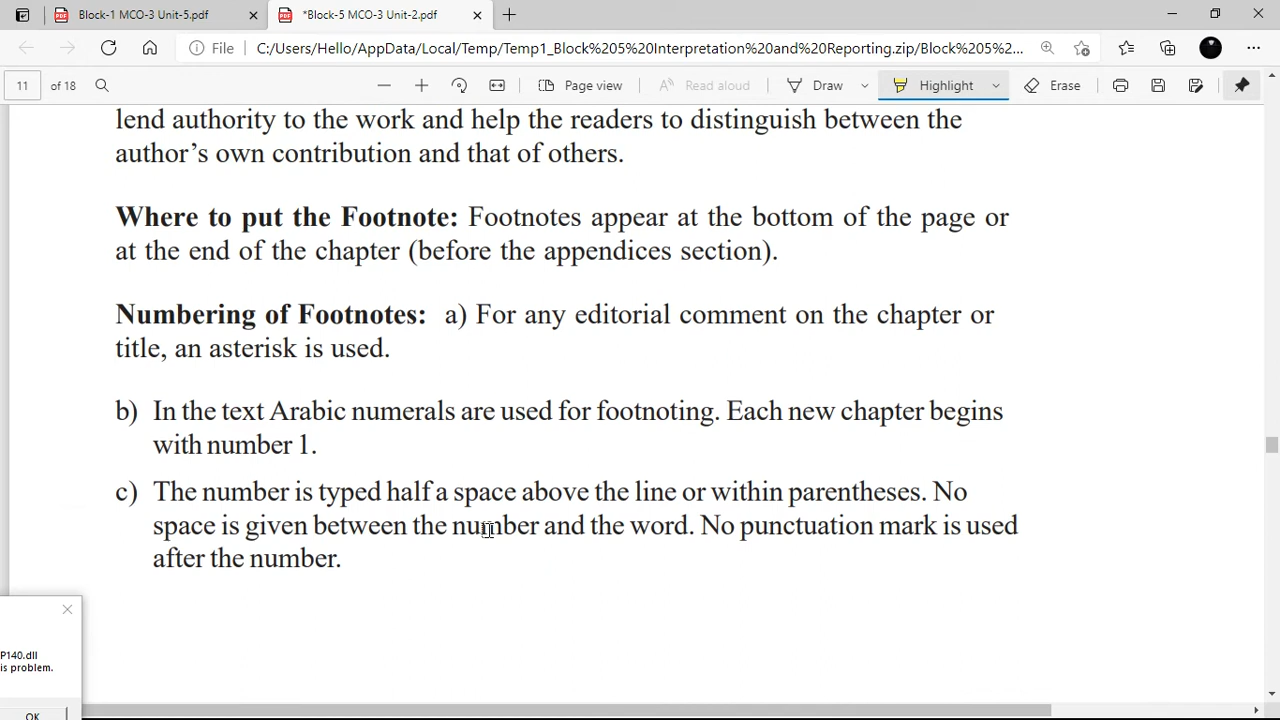 Block-1 MCO-3 Unit-5.pdf
*Block-5 MCO-3 Unit-2.pdf
File
C:/Users/Hello/AppData/Local/Temp/Temp1_Block%205%20Interpretation%20and%20Reporting.zip/Block%205%2...
11 of 18
Page view
Read aloud
Draw
Highlight
Erase
lend authority to the work and help the readers to distinguish between the
author’s own contribution and that of others.
Where to put the Footnote: Footnotes appear at the bottom of the page or
at the end of the chapter (before the appendices section).
Numbering of Footnotes: a) For any editorial comment on the chapter or
title, an asterisk is used.
b) In the text Arabic numerals are used for footnoting. Each new chapter begins
with number 1.
c) The number is typed half a space above the line or within parentheses. No
space is given between the number and the word. No punctuation mark is used
after the number.
P140.dll
is problem.
OK